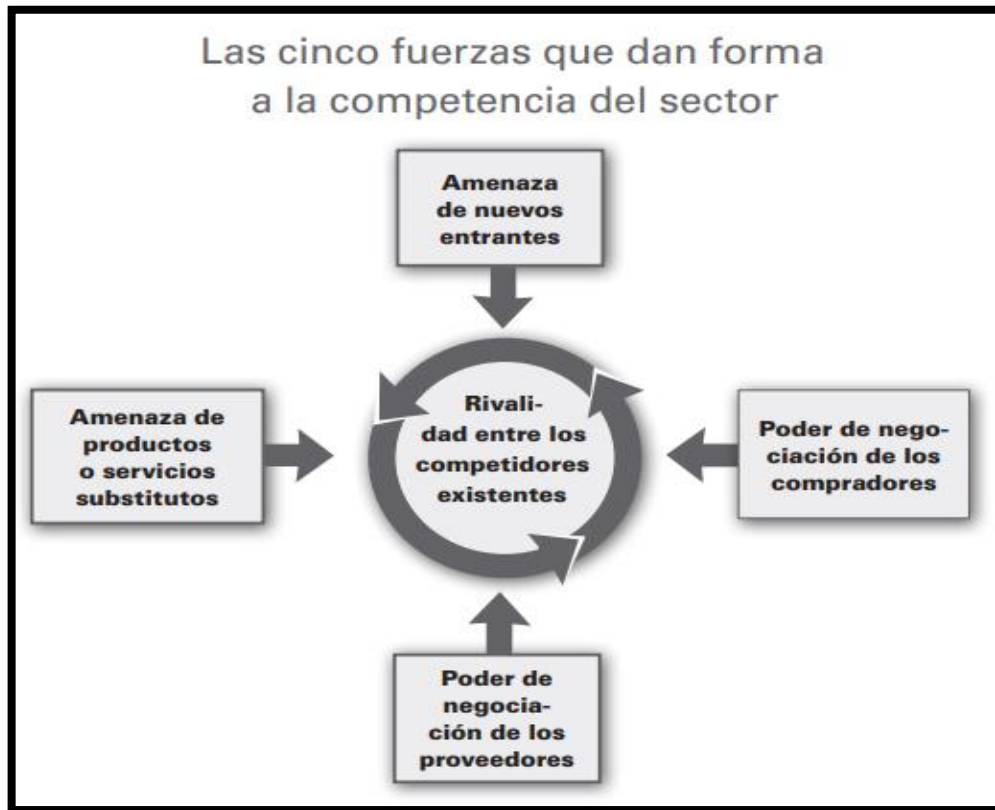 Las cinco fuerzas que dan forma
a la competencia del sector
Amenaza
de nuevos
entrantes
Amenaza de
productos
o servicios
substitutos
Rivali-
dad entre los
competidores
existentes
Poder de nego-
ciación de los
compradores
Poder de
negocia-
ción de los
proveedores